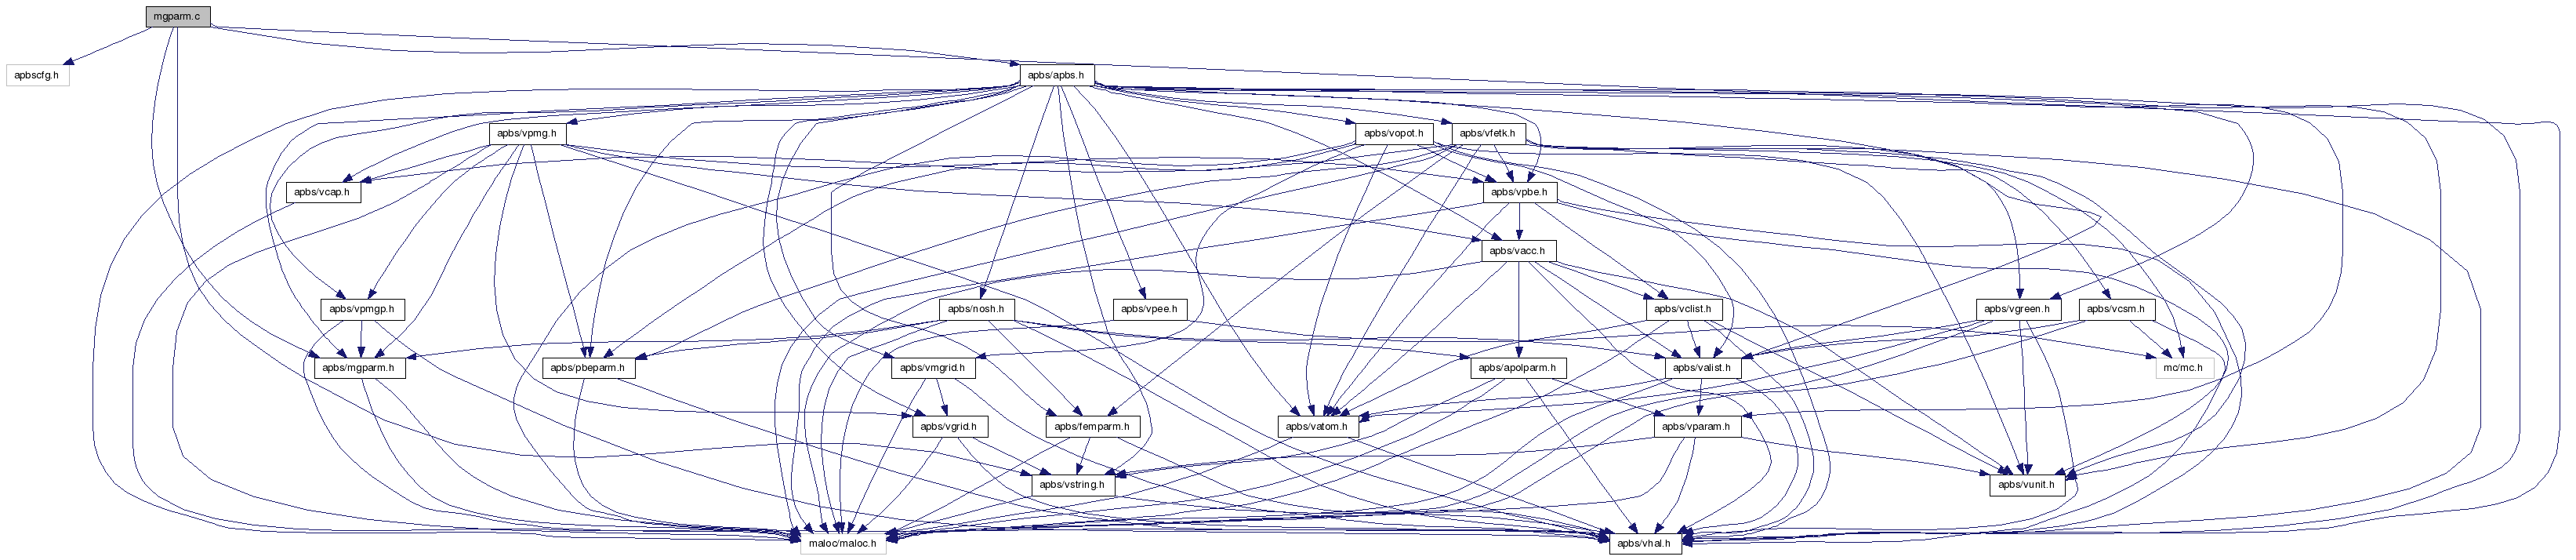 mgparm.c
apbscfg.h
apbs/apbs.h
apbs/vpmg.h
apbs/vopot.h
apbs/vfetk.h
apbs/vcap.h
apbs/vpbe.h
apbs/vacc.h
apbs/vpmgp.h
apbs/nosh.h
apbs/vpee.h
apbs/vclist.h
apbs/vgreen.h
apbs/vcsm.h
apbs/mgparm.h
apbs/pbeparm.h
apbs/vmgrid.h
apbs/apolparm.h
apbs/valist.h
mc/mc.h
apbs/vgrid.h
apbs/femparm.h
apbs/vatom.h
apbs/vparam.h
apbs/vstring.h
apbs/vunit.h
maloc/maloc.h
apbs/vhal.h